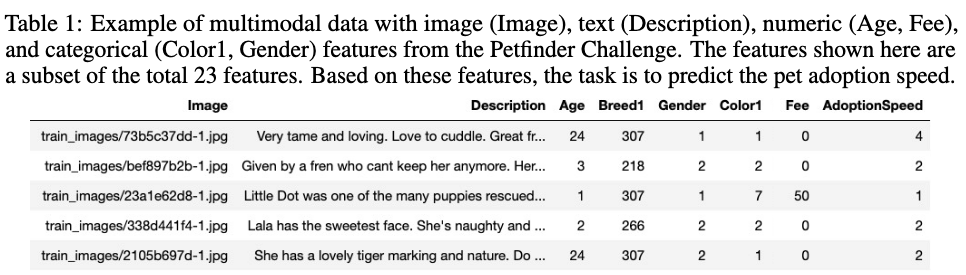 Table 1: Example of multimodal data with image (Image), text (Description), numeric (Age, Fee),
and categorical (Color1, Gender) features from the Petfinder Challenge. The features shown here are
a subset of the total 23 features. Based on these features, the task is to predict the pet adoption speed.
Image Description Age Breed1 Gender Color1 Fee AdoptionSpeed
train_images/73b5c37dd-1.jpg Very tame and loving. Love to cuddle. Great fr... 24 307 1 1 0 4
train_images/bef897b2b-1.jpg Given by a fren who cant keep her anymore. Her... 3 218 2 2 0 2
train_images/23a1e62d8-1.jpg Little Dot was one of the many puppies rescued... 1 307 1 7 50 1
train_images/338d441f4-1.jpg Lala has the sweetest face. She's naughty and ... 2 266 2 2 0 2
train_images/2105b697d-1.jpg She has a lovely tiger marking and nature. Do ... 24 307 2 1 0 2